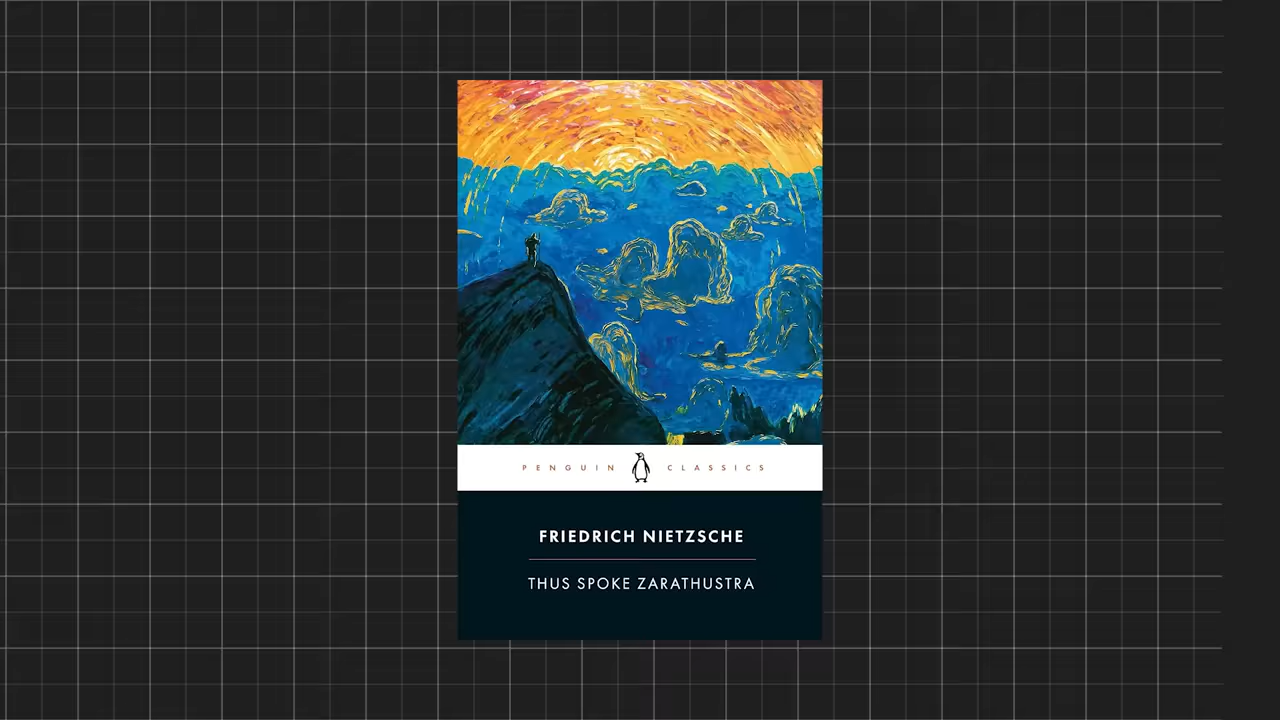 PENGUIN CLASSICS
FRIEDRICH NIETZSCHE
THUS SPOKE ZARATHUSTRA